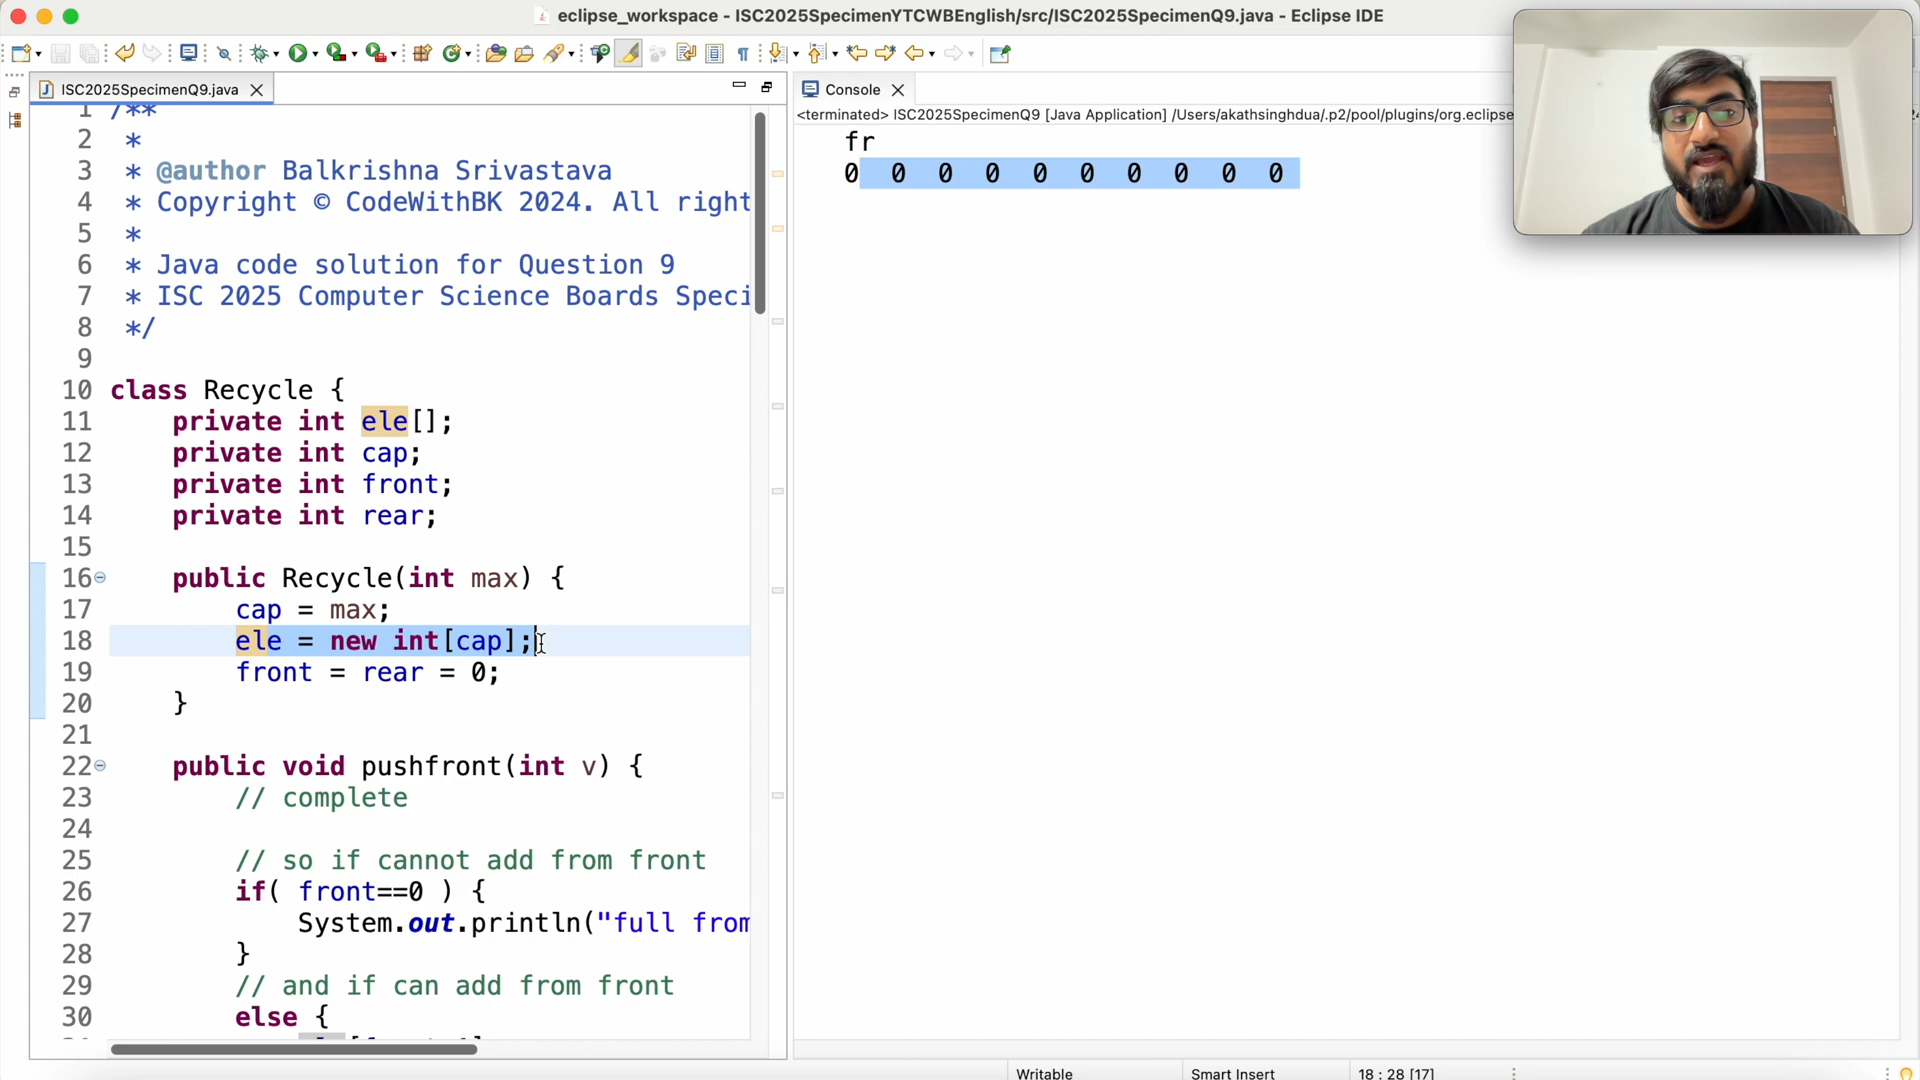 eclipse_workspace - ISC2025SpecimenYTCWBEnglish/src/ISC2025SpecimenQ9.java - Eclipse IDE
ISC2025SpecimenQ9.java
1 /**
2 *
3 * @author Balkrishna Srivastava
4 * Copyright © CodeWithBK 2024. All right
5 *
6 * Java code solution for Question 9
7 * ISC 2025 Computer Science Boards Speci
8 */
9
10 class Recycle {
11 private int ele[];
12 private int cap;
13 private int front;
14 private int rear;
15
16 public Recycle(int max) {
17 cap = max;
18 ele = new int[cap];
19 front = rear = 0;
20 }
21
22 public void pushfront(int v) {
23 // complete
24
25 // so if cannot add from front
26 if( front==0 ) {
27 System.out.println("full from
28 }
29 // and if can add from front
30 else {
Console
<terminated> ISC2025SpecimenQ9 [Java Application] /Users/akathsinghdua/.p2/pool/plugins/org.eclipse
fr
0 0 0 0 0 0 0 0 0 0
Writable
Smart Insert
18 : 28 [17]